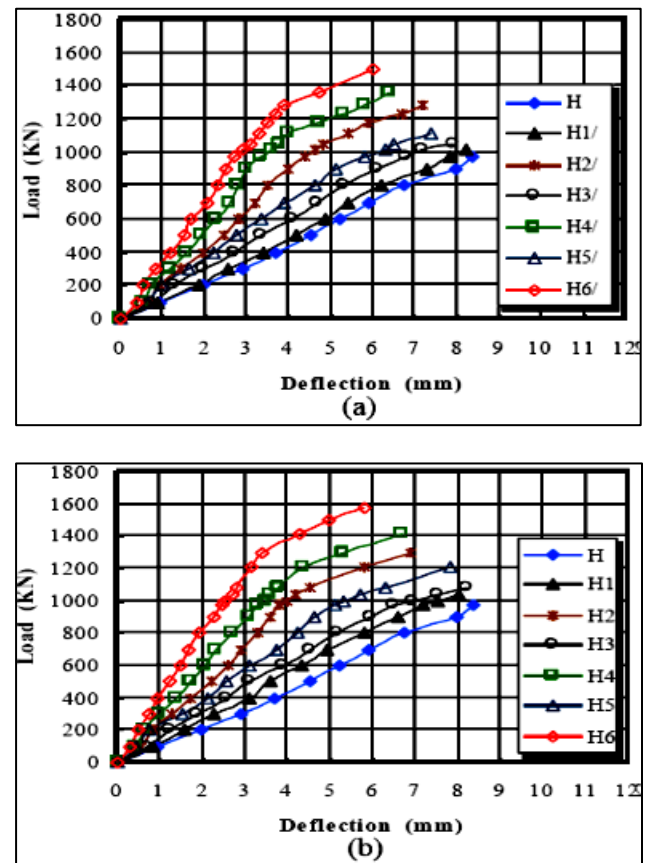 1800
1600
1400
1200
1000
800
600
400
200
0
Load (KN)
H
H1/
H2/
H3/
H4/
H5/
H6/
0 1 2 3 4 5 6 7 8 9 10 11 12
Deflection (mm)
(a)
1800
1600
1400
1200
1000
800
600
400
200
0
Load (KN)
H
H1
H2
H3
H4
H5
H6
0 1 2 3 4 5 6 7 8 9 10 11 12
Deflection (mm)
(b)